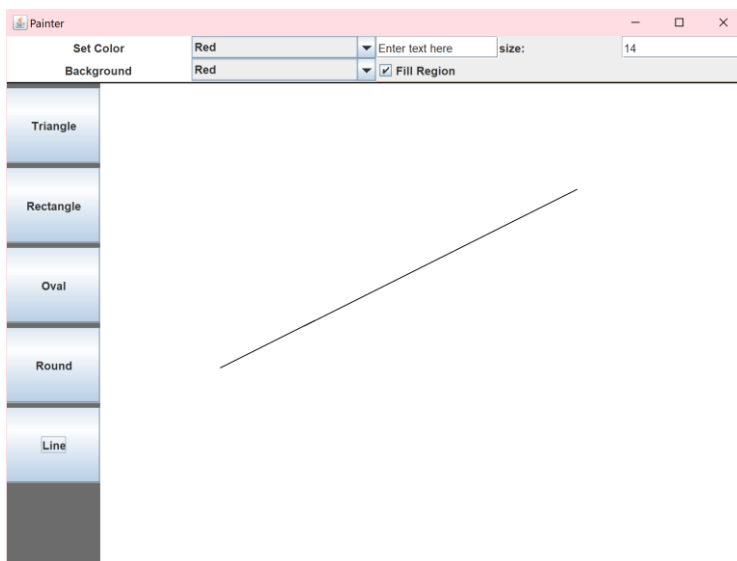 Painter
Set Color Red Enter text here size: 14
Background Red Fill Region
Triangle
Rectangle
Oval
Round
Line